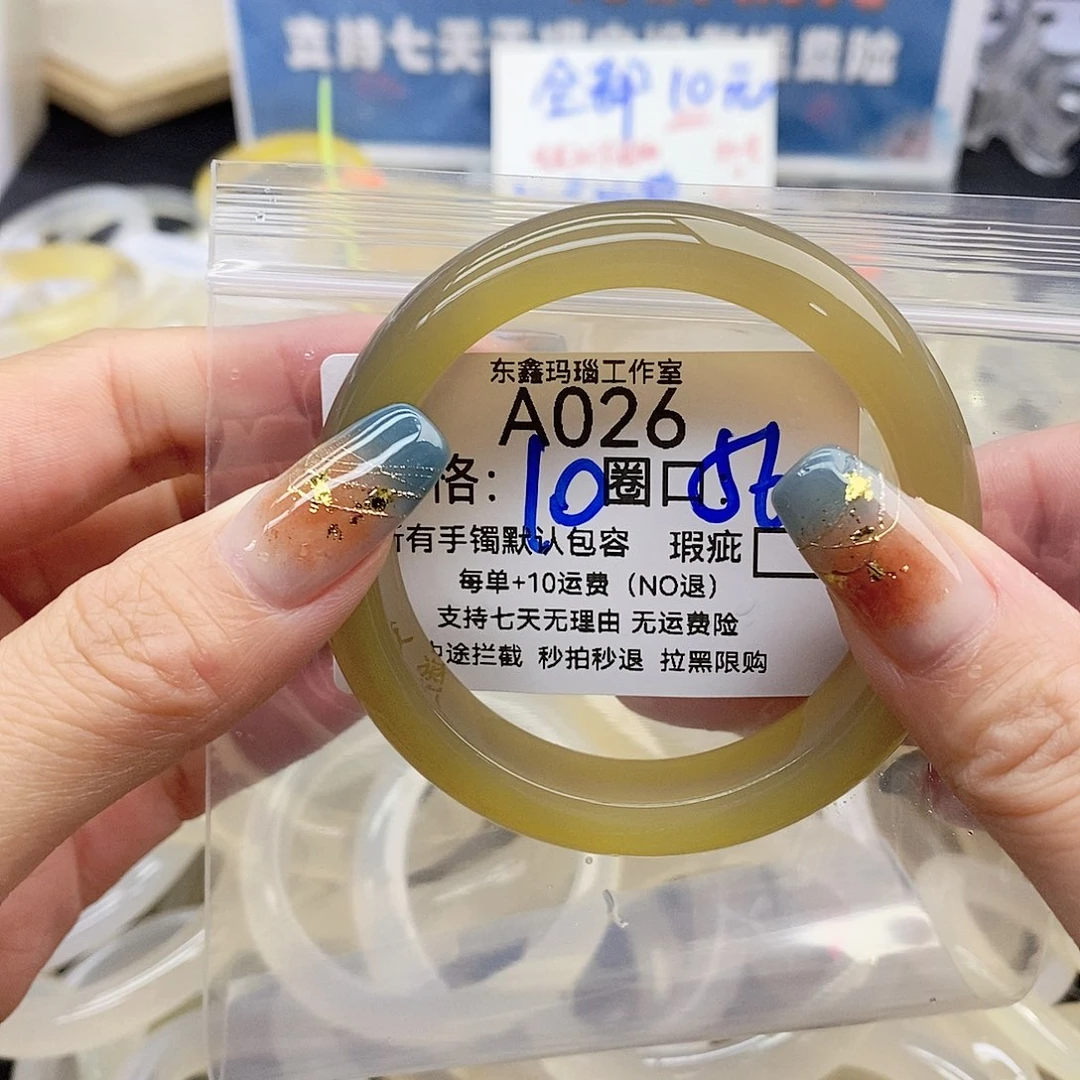 支持七天无理由
险
全部 10元
东鑫玛瑙工作室
A026
格: 10 圈口: 57
所有手镯默认包容 瑕疵
每单+10运费 (NO退)
支持七天无理由 无运费险
中途拦截 秒拍秒退 拉黑限购